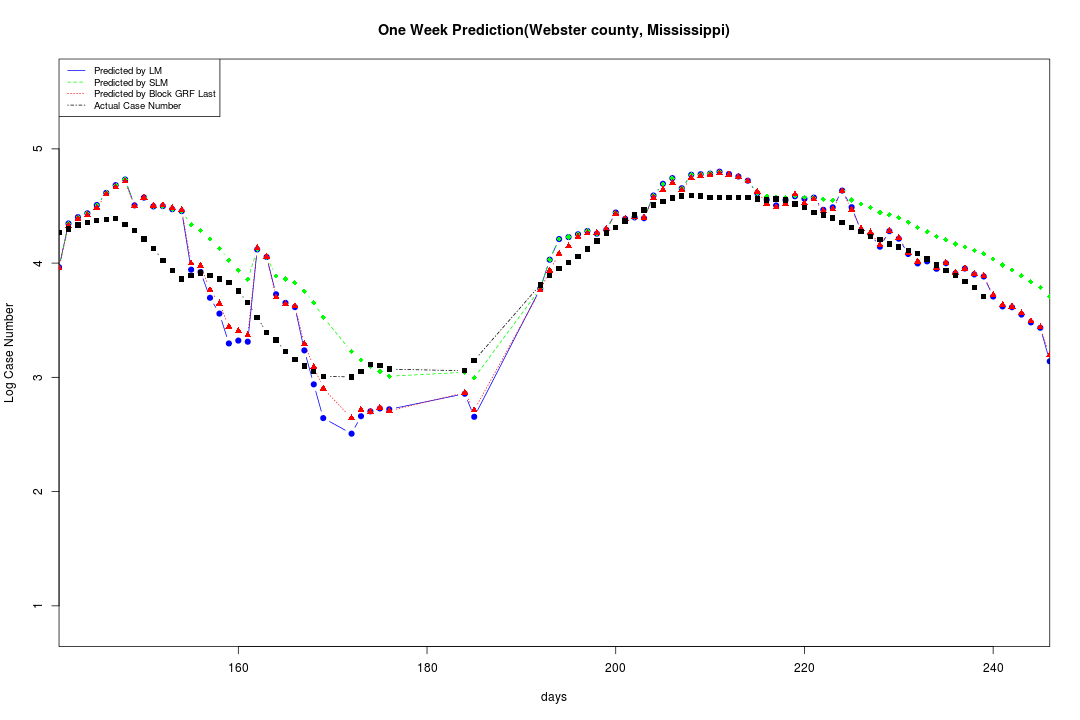 One Week Prediction(Webster county, Mississippi)
Predicted by LM
Predicted by SLM
Predicted by Block GRF Last
Actual Case Number
Log Case Number
5
4
3
2
1
160
180
200
220
240
days